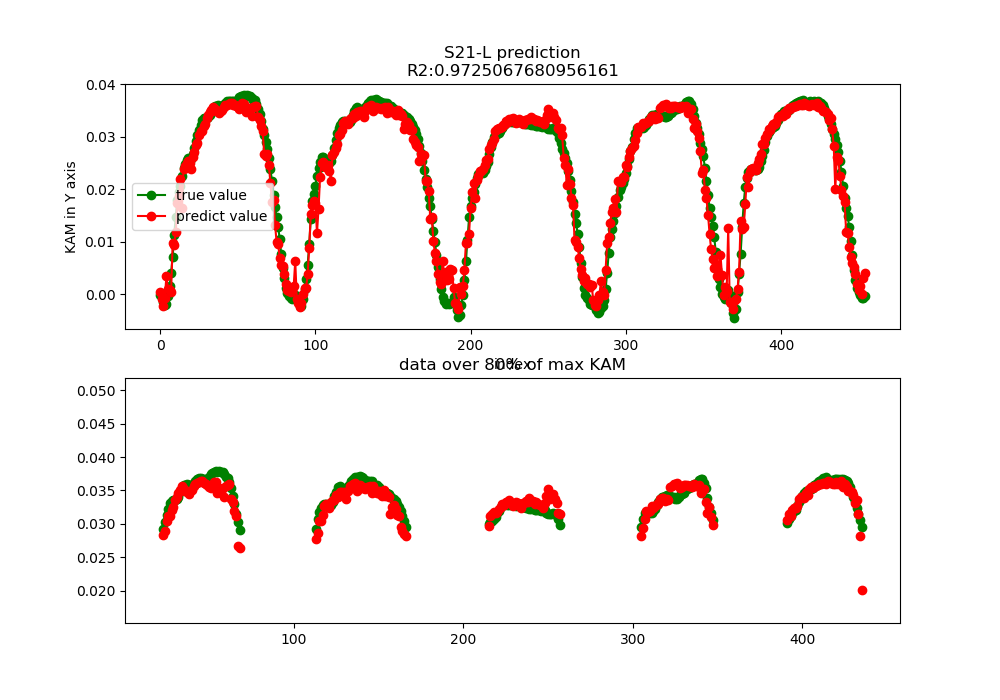 S21-L prediction
R2:0.9725067680956161
KAM in Y axis
0.04
0.03
0.02
0.01
0.00
true value
predict value
0 100 200 300 400
index
data over 80% of max KAM
0.050
0.045
0.040
0.035
0.030
0.025
0.020
100 200 300 400